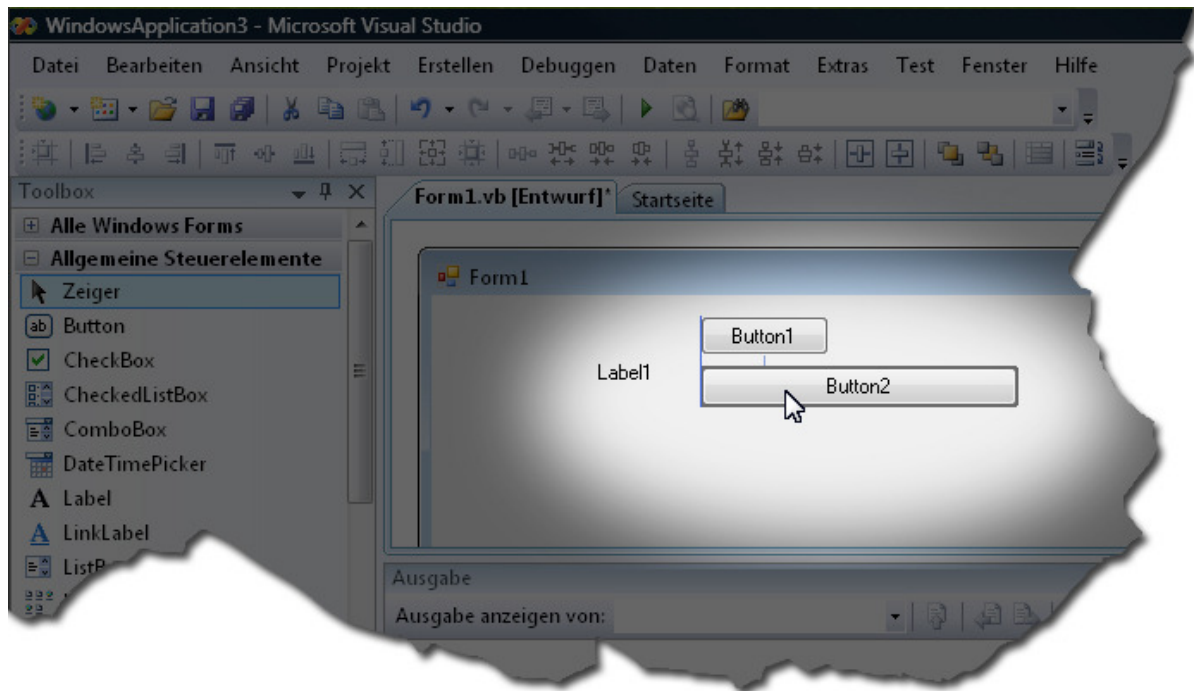 WindowsApplication3 - Microsoft Visual Studio
Datei Bearbeiten Ansicht Projekt Erstellen Debuggen Daten Format Extras Test Fenster Hilfe
Toolbox
Form1.vb [Entwurf]* Startseite
Alle Windows Forms
Allgemeine Steuerelemente
Zeiger
ab Button
CheckBox
CheckedListBox
ComboBox
DateTimePicker
A Label
A LinkLabel
Form1
Button1
Label1
Button2
Ausgabe
Ausgabe anzeigen von: